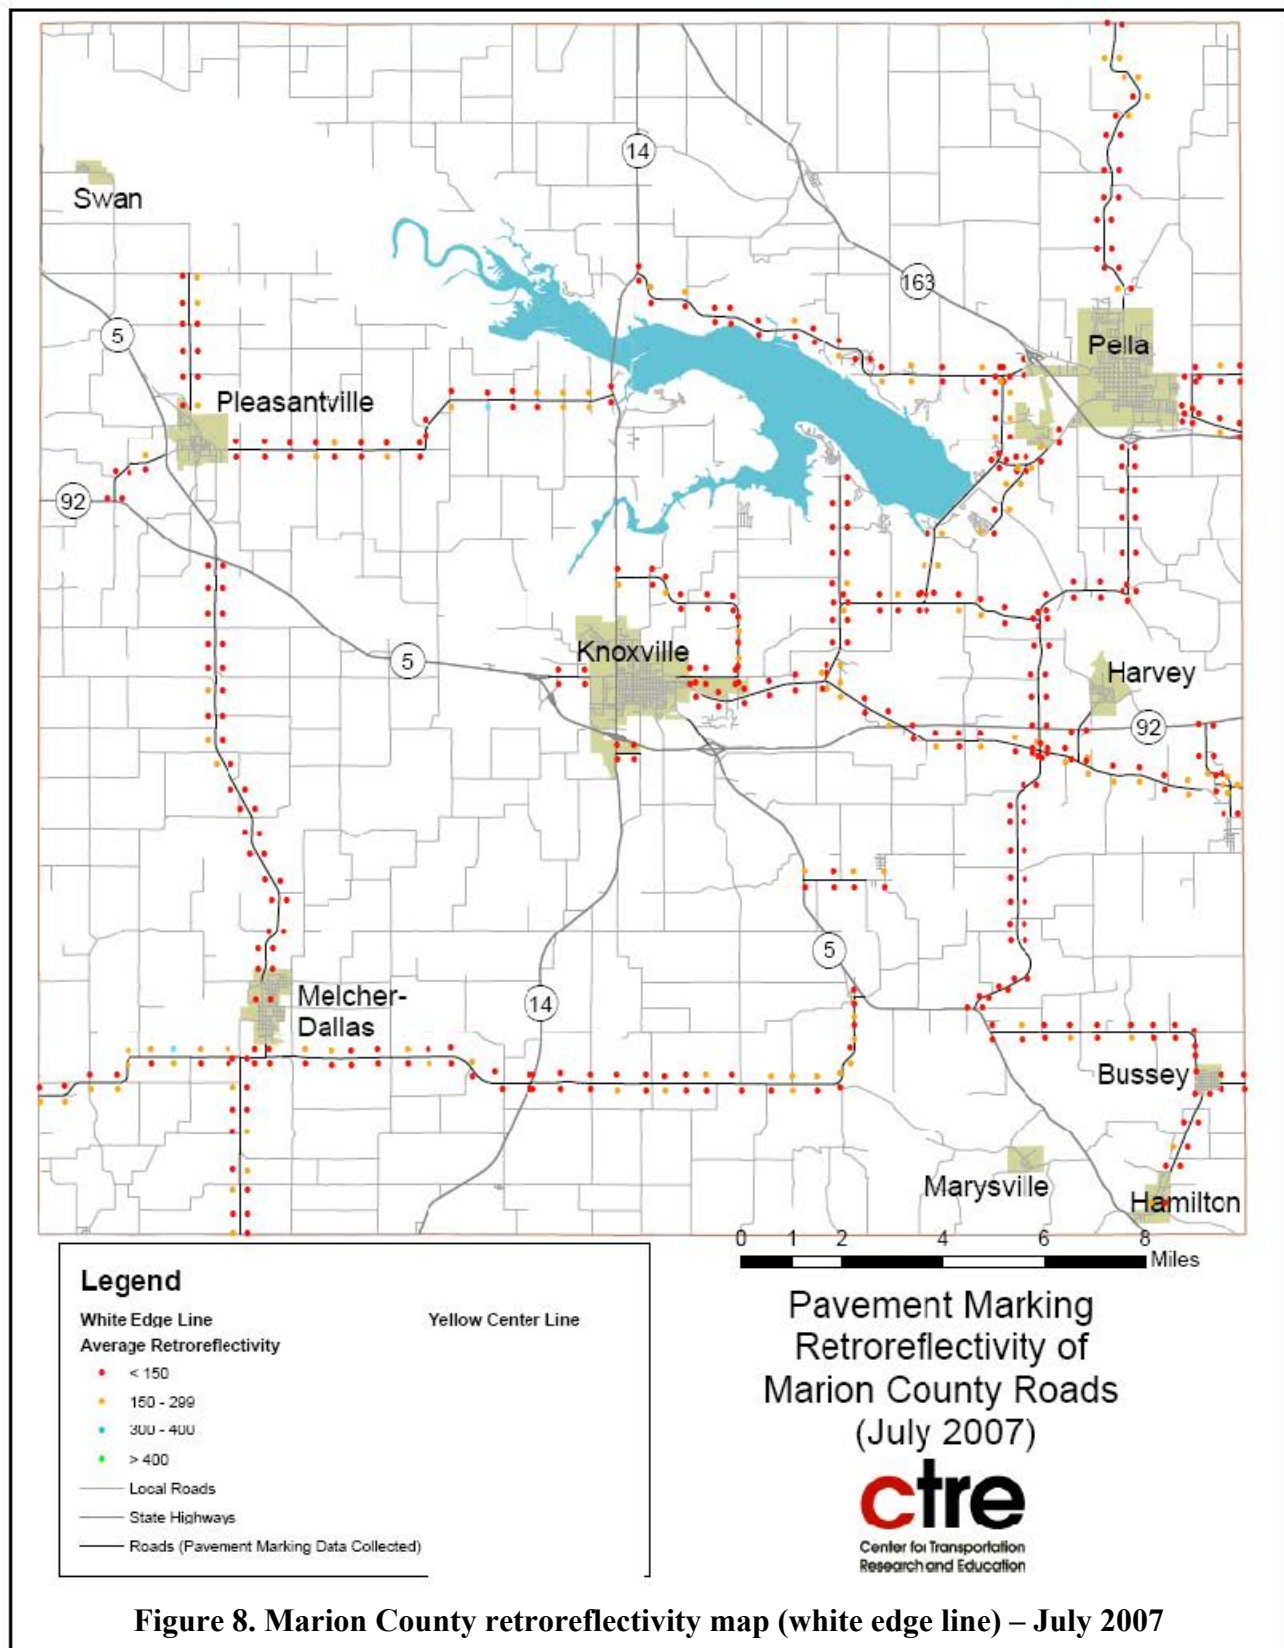 14
Swan
163
5
Pella
Pleasantville
92
Knoxville
5
Harvey
92
5
Melcher-
Dallas
14
Bussey
Marysville
Hamilton
0 1 2 4 6 8
Miles
Legend
White Edge Line Yellow Center Line
Average Retroreflectivity
< 150
150 - 299
300 - 400
> 400
Local Roads
State Highways
Roads (Pavement Marking Data Collected)
Pavement Marking
Retroreflectivity of
Marion County Roads
(July 2007)
ctre
Center for Transportation
Research and Education
Figure 8. Marion County retroreflectivity map (white edge line) – July 2007